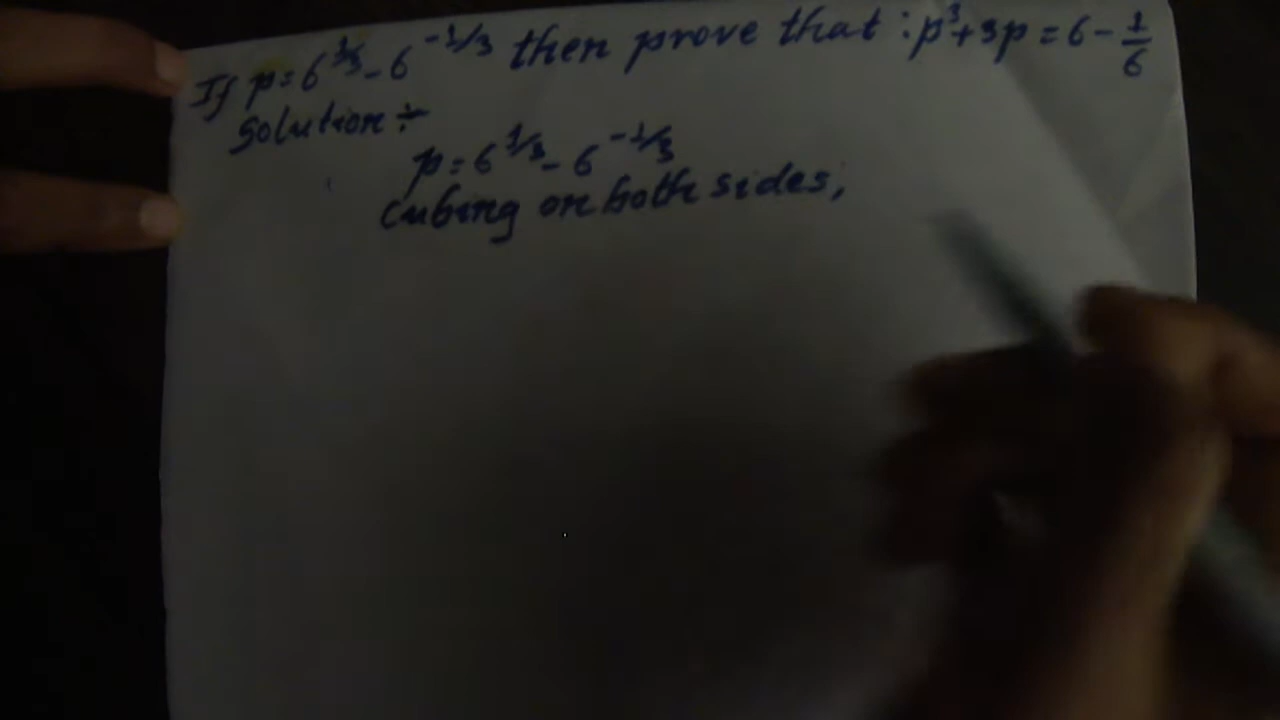 If p=6^1/3-6^-1/3 then prove that : p³+3p=6-1/6
Solution ÷
p=6^1/3-6^-1/3
Cubing on both sides,